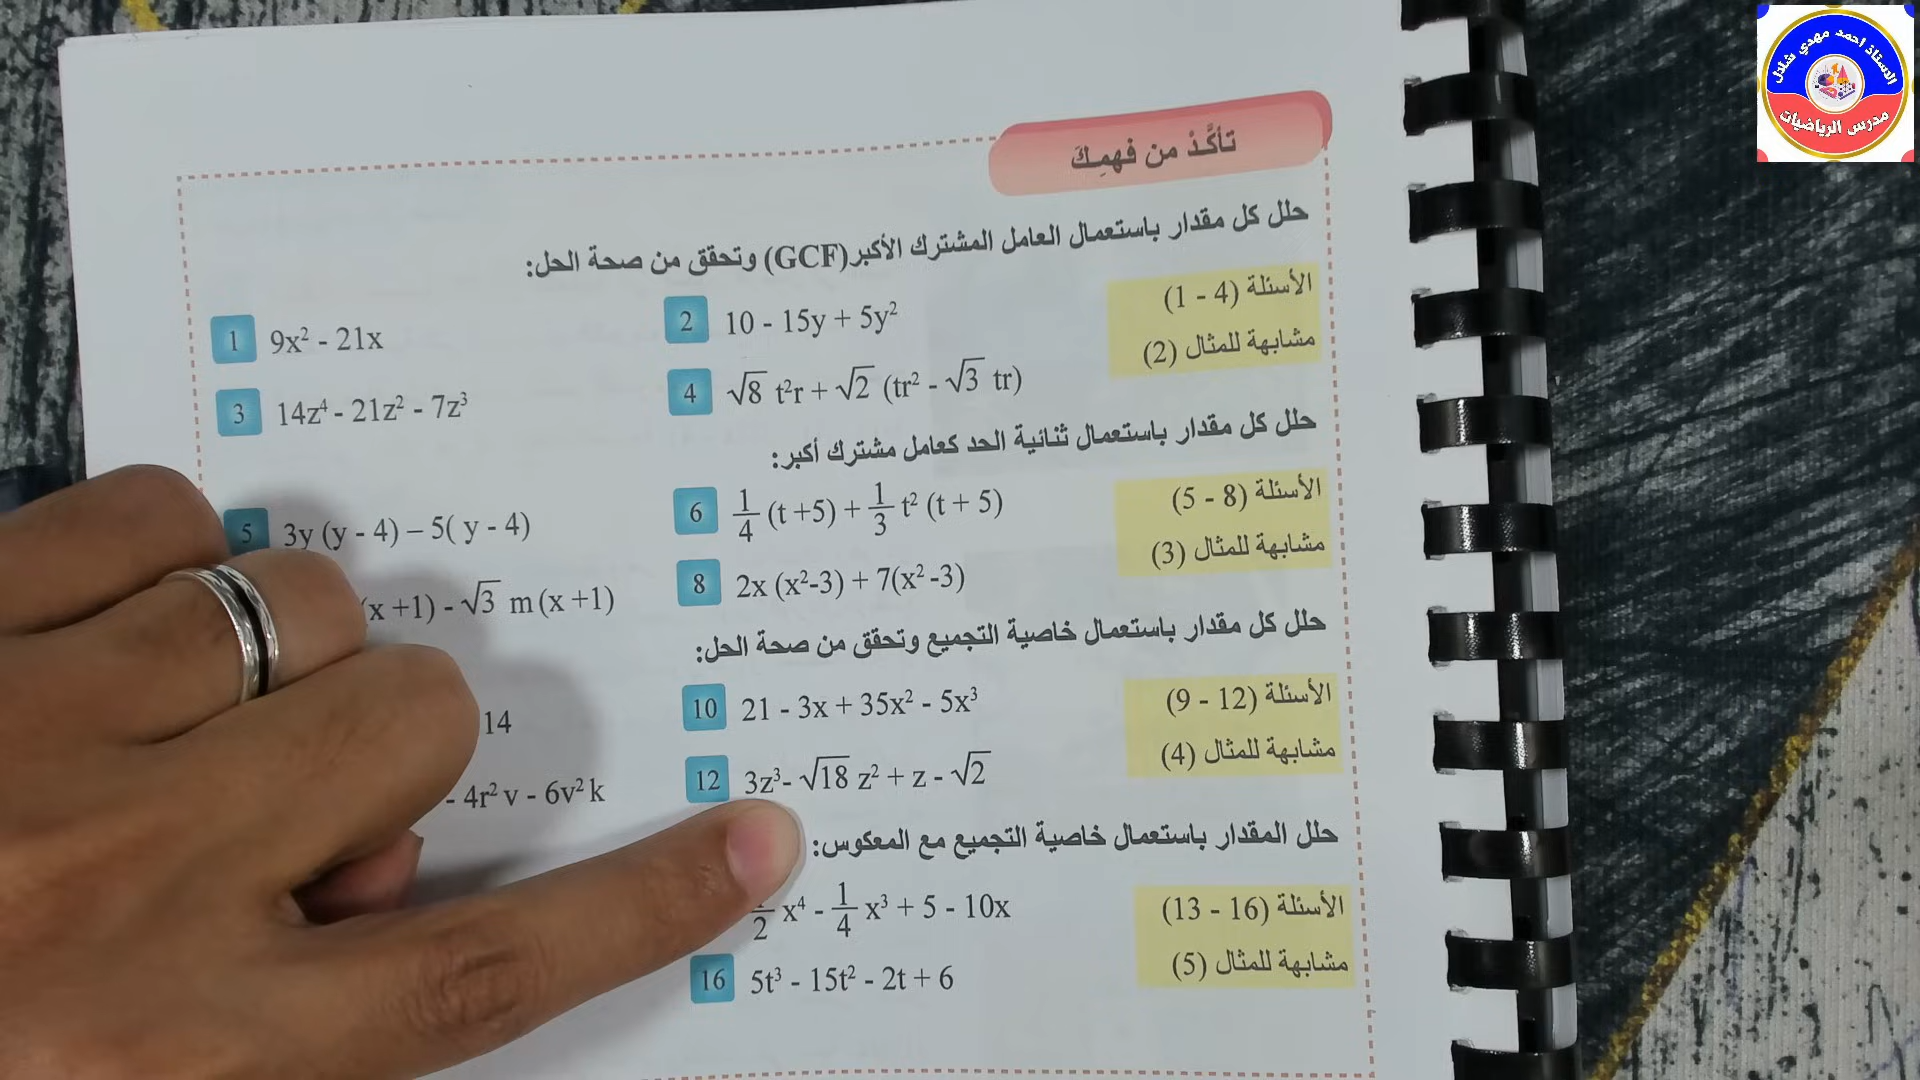 الاستاذ احمد مهدي شلال
مدرس الرياضيات
تأكَّدْ من فهمِكَ
حلل كل مقدار باستعمال العامل المشترك الأكبر(GCF) وتحقق من صحة الحل:
الأسئلة (4 - 1)
مشابهة للمثال (2)
1 9x² - 21x
2 10 - 15y + 5y²
3 14z⁴ - 21z² - 7z³
4 √8 t²r + √2 (tr² - √3 tr)
حلل كل مقدار باستعمال ثنائية الحد كعامل مشترك أكبر:
الأسئلة (8 - 5)
مشابهة للمثال (3)
5 3y (y - 4) – 5( y - 4)
6 1/4 (t +5) + 1/3 t² (t + 5)
(x +1) - √3 m (x +1)
8 2x (x²-3) + 7(x² -3)
حلل كل مقدار باستعمال خاصية التجميع وتحقق من صحة الحل:
الأسئلة (12 - 9)
مشابهة للمثال (4)
14
10 21 - 3x + 35x² - 5x³
- 4r² v - 6v² k
12 3z³- √18 z² + z - √2
حلل المقدار باستعمال خاصية التجميع مع المعكوس:
الأسئلة (16 - 13)
مشابهة للمثال (5)
1/2 x⁴ - 1/4 x³ + 5 - 10x
16 5t³ - 15t² - 2t + 6